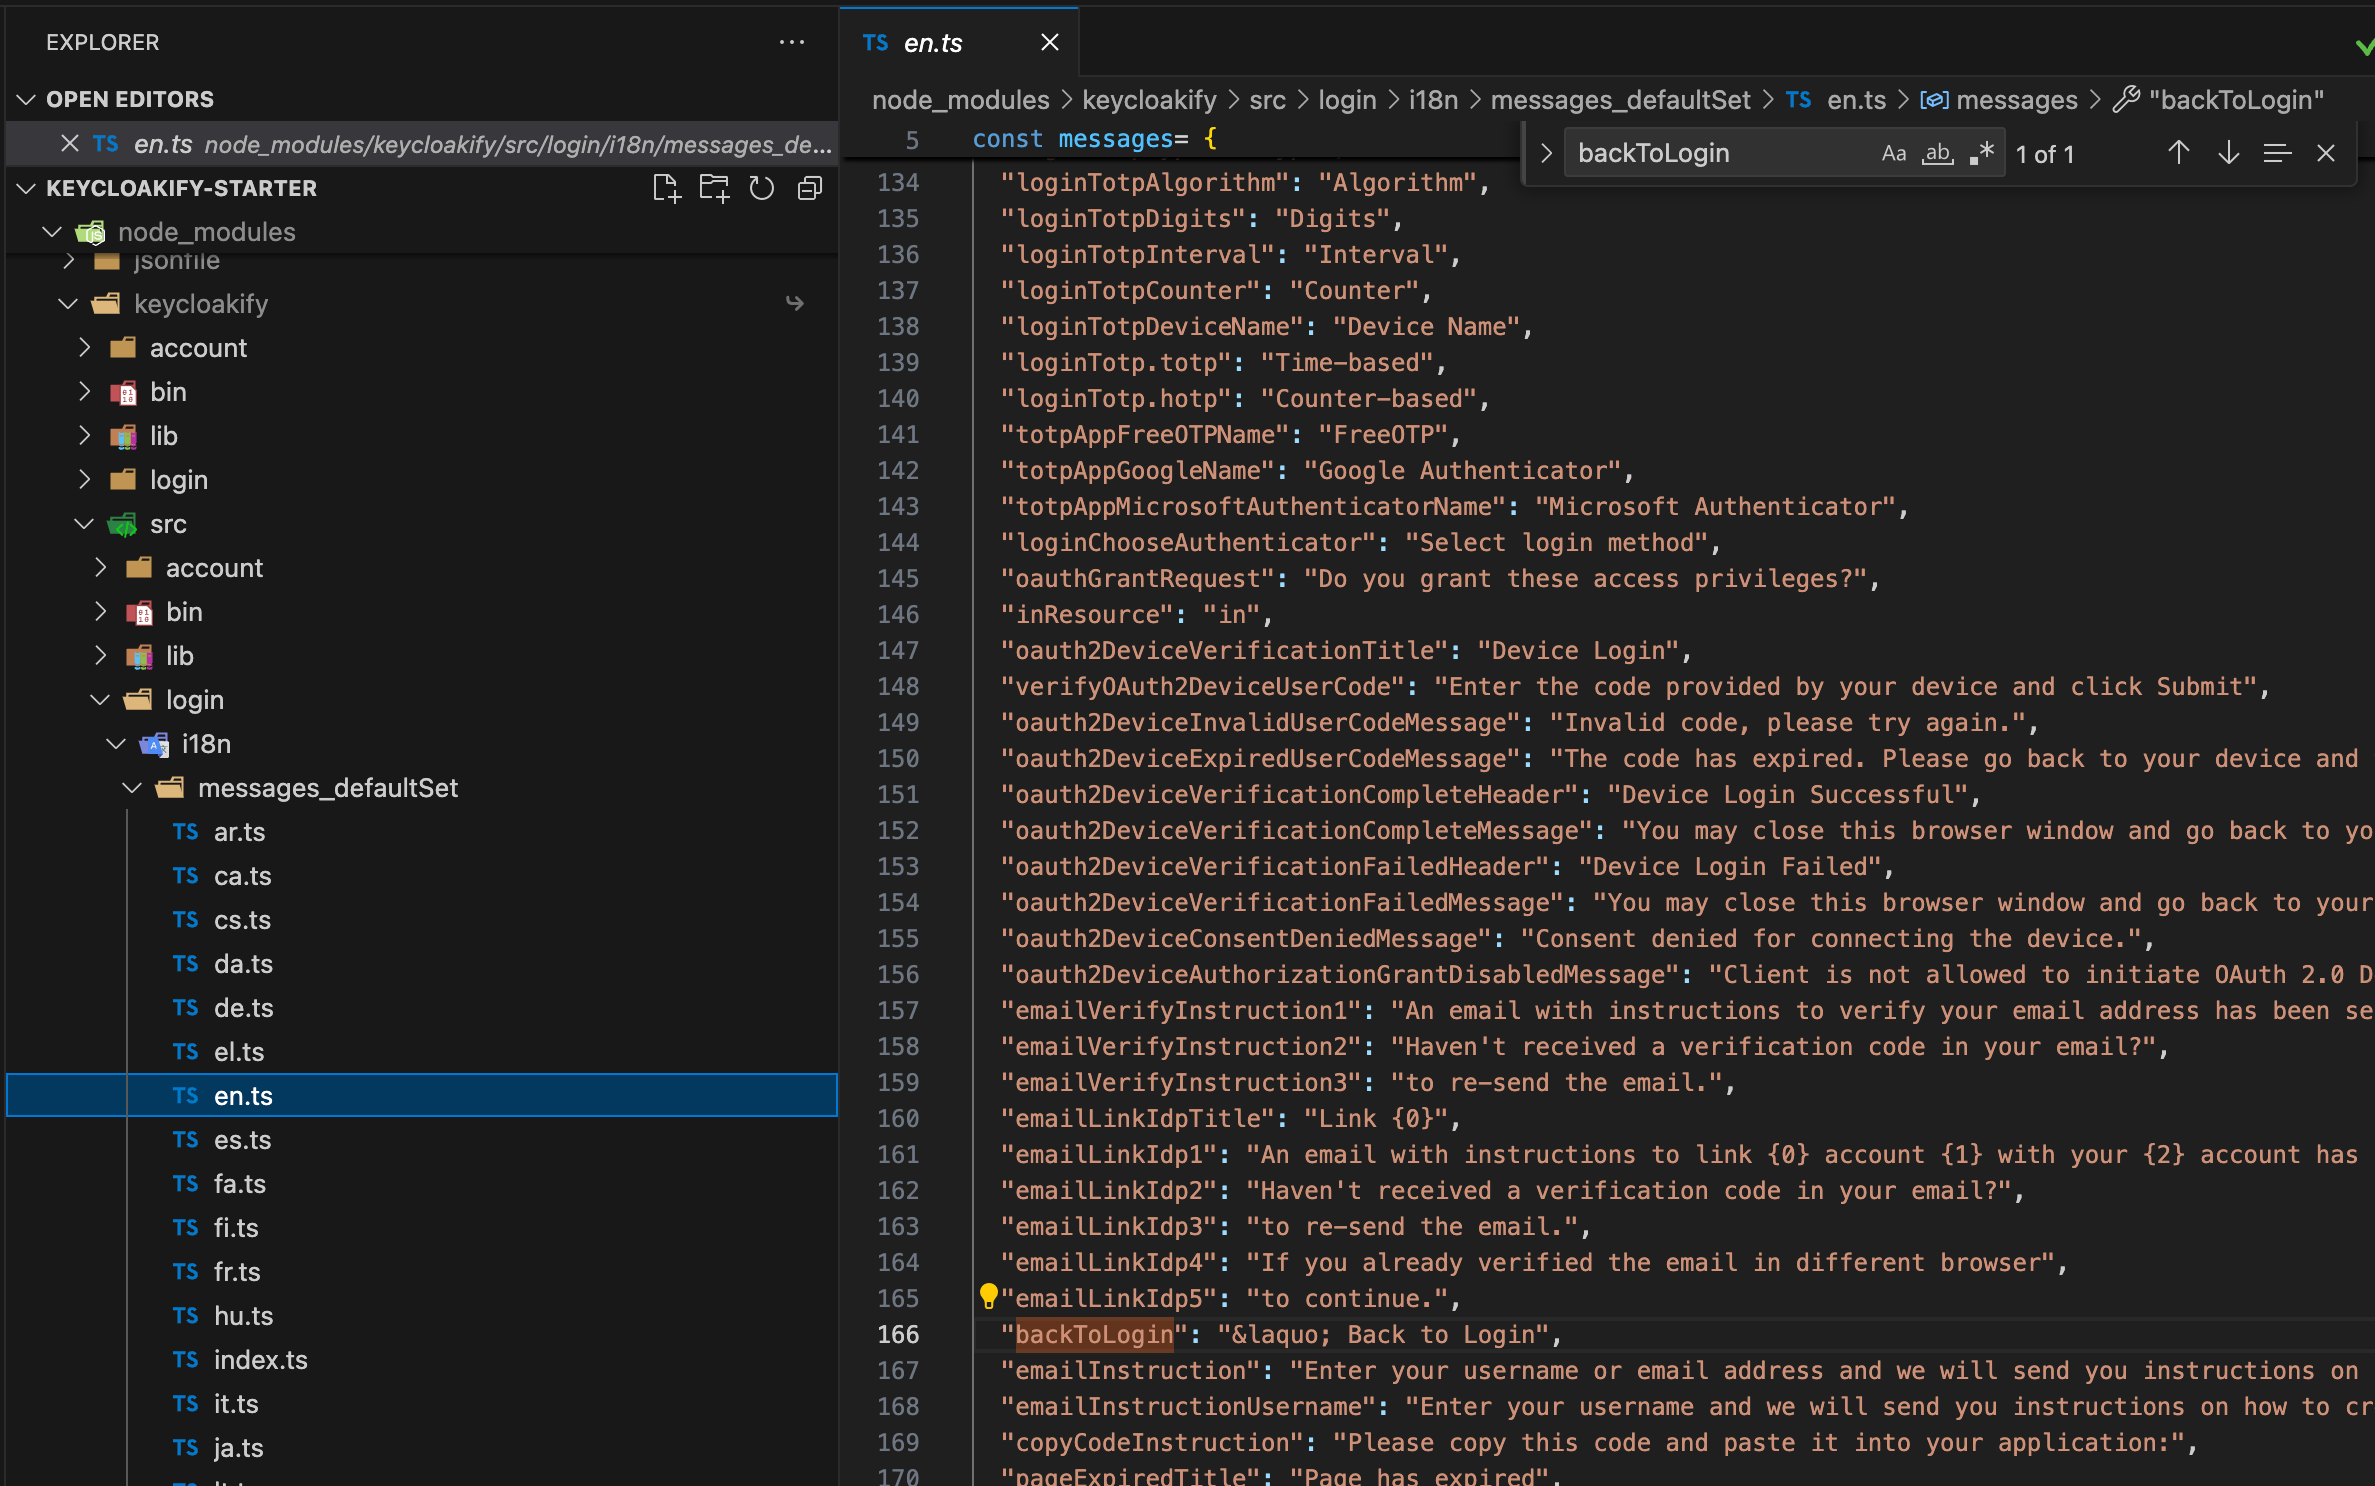 EXPLORER
OPEN EDITORS
TS en.ts node_modules/keycloakify/src/login/i18n/messages_de...
KEYCLOAKIFY-STARTER
node_modules
jsonfile
keycloakify
account
bin
lib
login
src
account
bin
lib
login
i18n
messages_defaultSet
TS ar.ts
TS ca.ts
TS cs.ts
TS da.ts
TS de.ts
TS el.ts
TS en.ts
TS es.ts
TS fa.ts
TS fi.ts
TS fr.ts
TS hu.ts
TS index.ts
TS it.ts
TS ja.ts
TS en.ts
node_modules > keycloakify > src > login > i18n > messages_defaultSet > TS en.ts > messages > "backToLogin"
backToLogin Aa ab .* 1 of 1
5 const messages= {
134 "loginTotpAlgorithm": "Algorithm",
135 "loginTotpDigits": "Digits",
136 "loginTotpInterval": "Interval",
137 "loginTotpCounter": "Counter",
138 "loginTotpDeviceName": "Device Name",
139 "loginTotp.totp": "Time-based",
140 "loginTotp.hotp": "Counter-based",
141 "totpAppFreeOTPName": "FreeOTP",
142 "totpAppGoogleName": "Google Authenticator",
143 "totpAppMicrosoftAuthenticatorName": "Microsoft Authenticator",
144 "loginChooseAuthenticator": "Select login method",
145 "oauthGrantRequest": "Do you grant these access privileges?",
146 "inResource": "in",
147 "oauth2DeviceVerificationTitle": "Device Login",
148 "verifyOAuth2DeviceUserCode": "Enter the code provided by your device and click Submit",
149 "oauth2DeviceInvalidUserCodeMessage": "Invalid code, please try again.",
150 "oauth2DeviceExpiredUserCodeMessage": "The code has expired. Please go back to your device and
151 "oauth2DeviceVerificationCompleteHeader": "Device Login Successful",
152 "oauth2DeviceVerificationCompleteMessage": "You may close this browser window and go back to yo
153 "oauth2DeviceVerificationFailedHeader": "Device Login Failed",
154 "oauth2DeviceVerificationFailedMessage": "You may close this browser window and go back to your
155 "oauth2DeviceConsentDeniedMessage": "Consent denied for connecting the device.",
156 "oauth2DeviceAuthorizationGrantDisabledMessage": "Client is not allowed to initiate OAuth 2.0 D
157 "emailVerifyInstruction1": "An email with instructions to verify your email address has been se
158 "emailVerifyInstruction2": "Haven't received a verification code in your email?",
159 "emailVerifyInstruction3": "to re-send the email.",
160 "emailLinkIdpTitle": "Link {0}",
161 "emailLinkIdp1": "An email with instructions to link {0} account {1} with your {2} account has
162 "emailLinkIdp2": "Haven't received a verification code in your email?",
163 "emailLinkIdp3": "to re-send the email.",
164 "emailLinkIdp4": "If you already verified the email in different browser",
165 "emailLinkIdp5": "to continue.",
166 "backToLogin": "&laquo; Back to Login",
167 "emailInstruction": "Enter your username or email address and we will send you instructions on
168 "emailInstructionUsername": "Enter your username and we will send you instructions on how to cr
169 "copyCodeInstruction": "Please copy this code and paste it into your application:",
170 "pageExpiredTitle": "Page has expired",